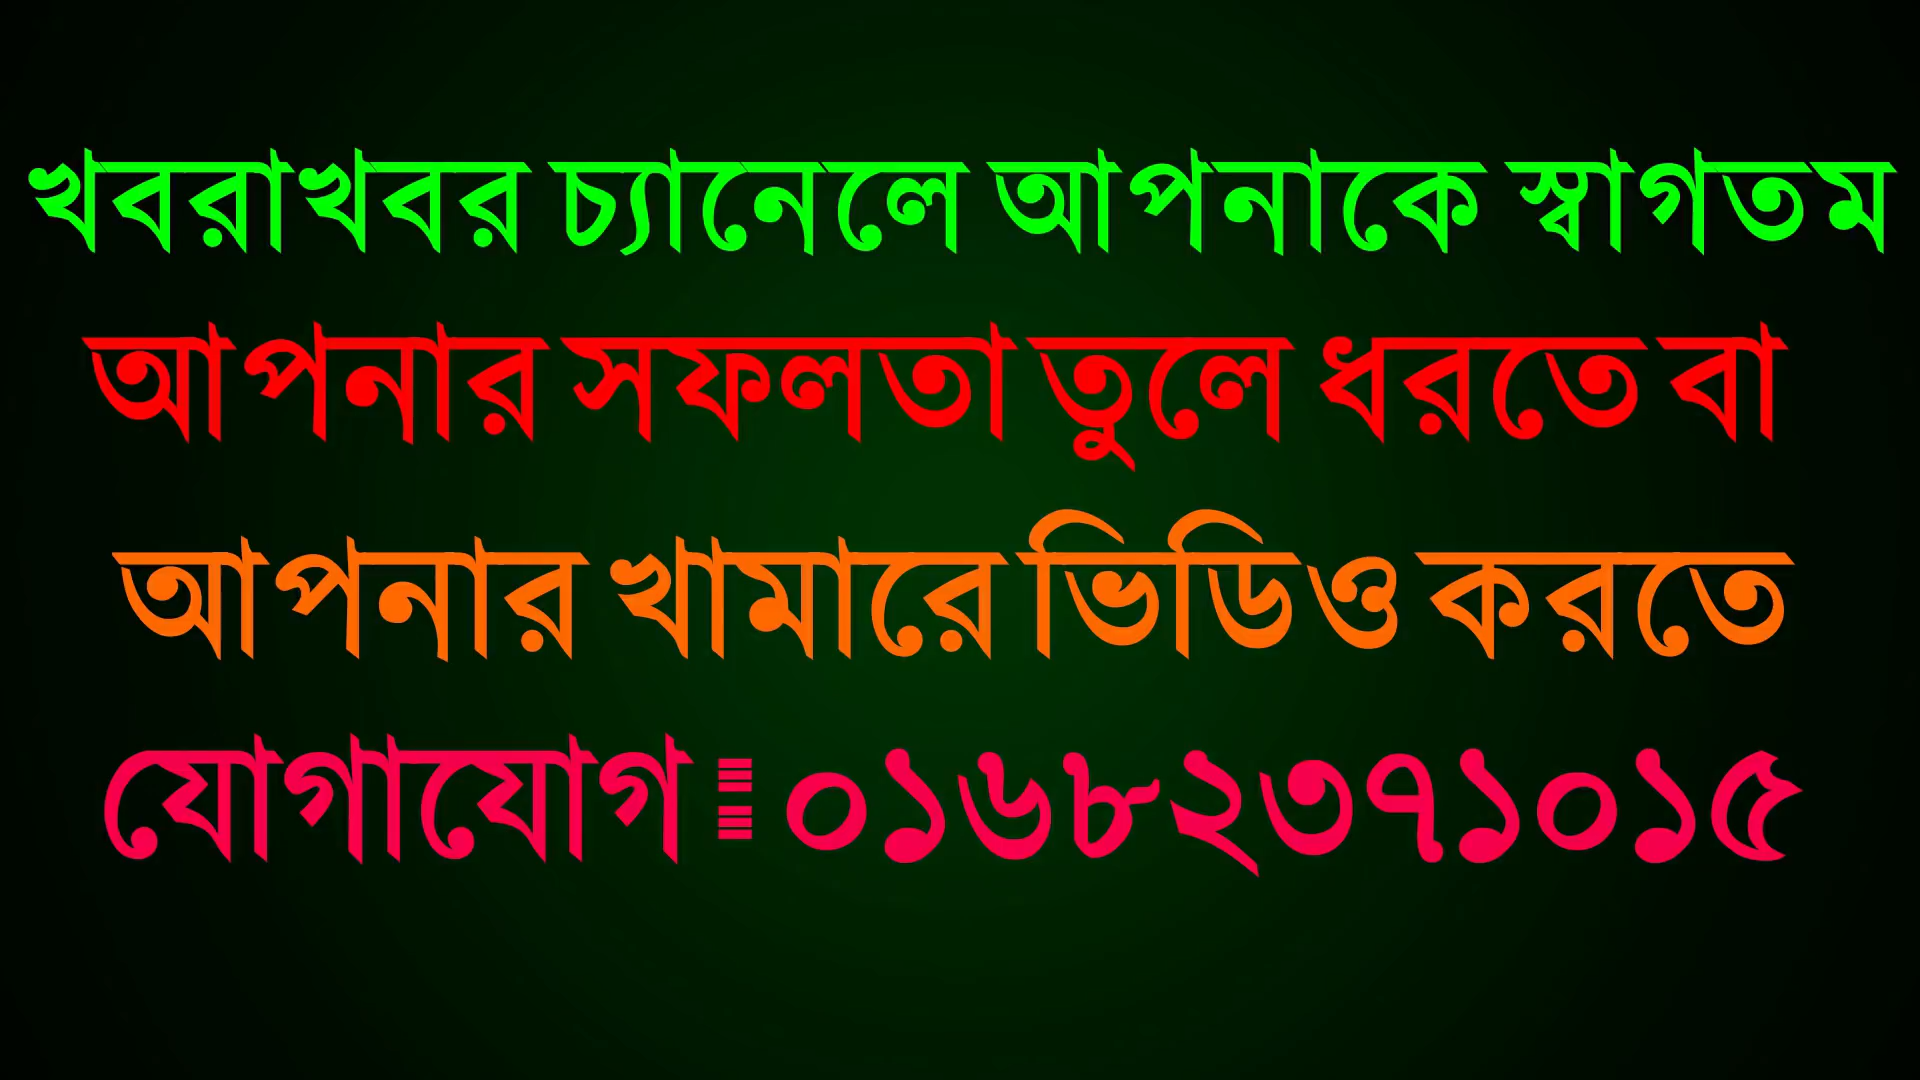 খবরাখবর চ্যানেলে আপনাকে স্বাগতম
আপনার সফলতা তুলে ধরতে বা
আপনার খামারে ভিডিও করতে
যোগাযোগ : ০১৬৮২৩৭১০১৫